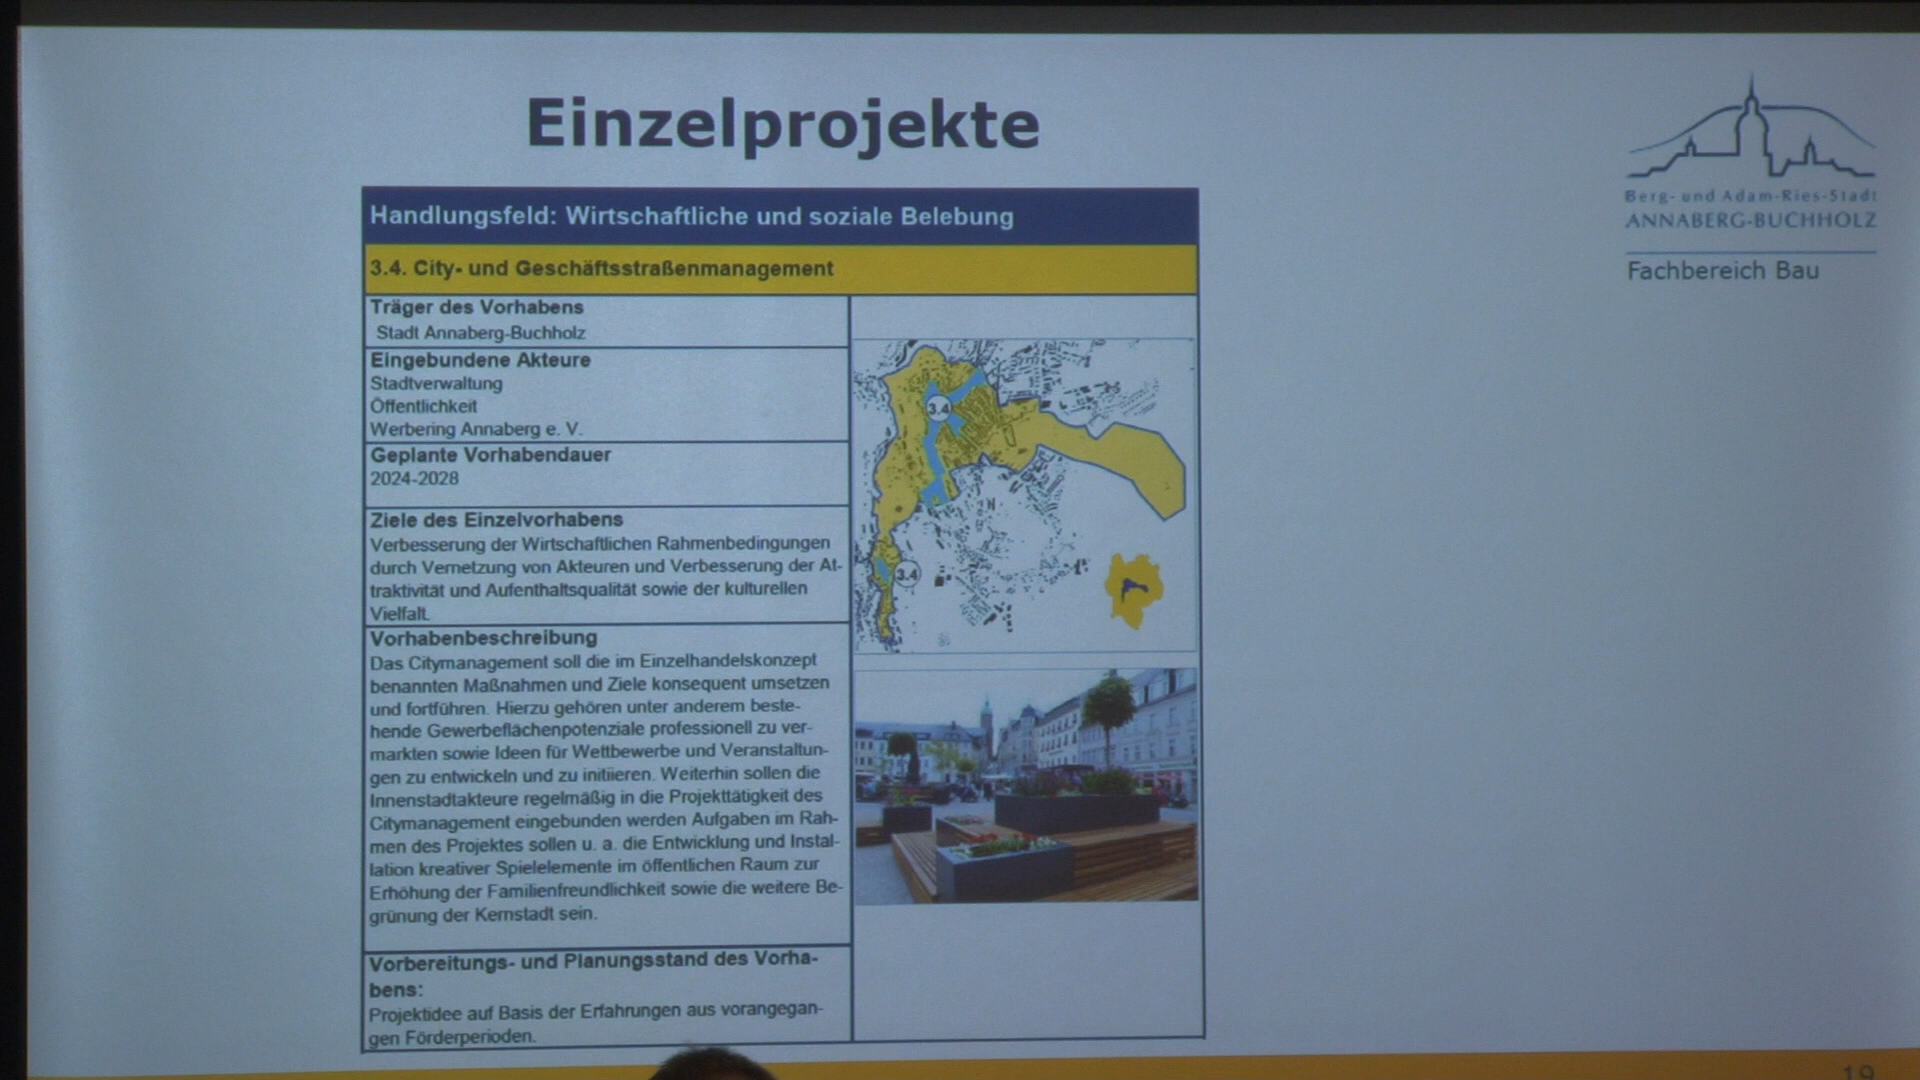 Einzelprojekte
Berg- und Adam-Ries-Stadt
ANNABERG-BUCHHOLZ
Fachbereich Bau
Handlungsfeld: Wirtschaftliche und soziale Belebung
3.4. City- und Geschäftsstraßenmanagement
Träger des Vorhabens
Stadt Annaberg-Buchholz
Eingebundene Akteure
Stadtverwaltung
Öffentlichkeit
Werbering Annaberg e. V.
Geplante Vorhabendauer
2024-2028
Ziele des Einzelvorhabens
Verbesserung der Wirtschaftlichen Rahmenbedingungen
durch Vernetzung von Akteuren und Verbesserung der At-
traktivität und Aufenthaltsqualität sowie der kulturellen
Vielfalt.
Vorhabenbeschreibung
Das Citymanagement soll die im Einzelhandelskonzept
benannten Maßnahmen und Ziele konsequent umsetzen
und fortführen. Hierzu gehören unter anderem beste-
hende Gewerbeflächenpotenziale professionell zu ver-
markten sowie Ideen für Wettbewerbe und Veranstaltun-
gen zu entwickeln und zu initiieren. Weiterhin sollen die
Innenstadtakteure regelmäßig in die Projekttätigkeit des
Citymanagement eingebunden werden Aufgaben im Rah-
men des Projektes sollen u. a. die Entwicklung und Instal-
lation kreativer Spielelemente im öffentlichen Raum zur
Erhöhung der Familienfreundlichkeit sowie die weitere Be-
grünung der Kernstadt sein.
Vorbereitungs- und Planungsstand des Vorha-
bens:
Projektidee auf Basis der Erfahrungen aus vorangegan-
gen Förderperioden.
3.4
3.4
19